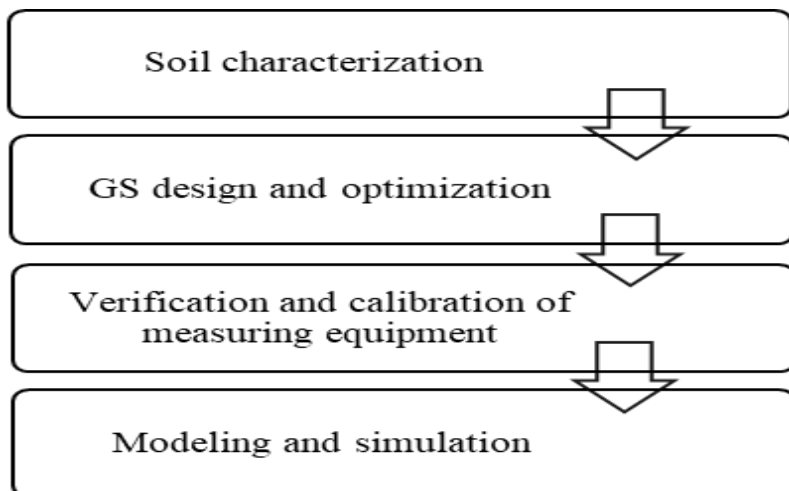 Soil characterization
GS design and optimization
Verification and calibration of
measuring equipment
Modeling and simulation